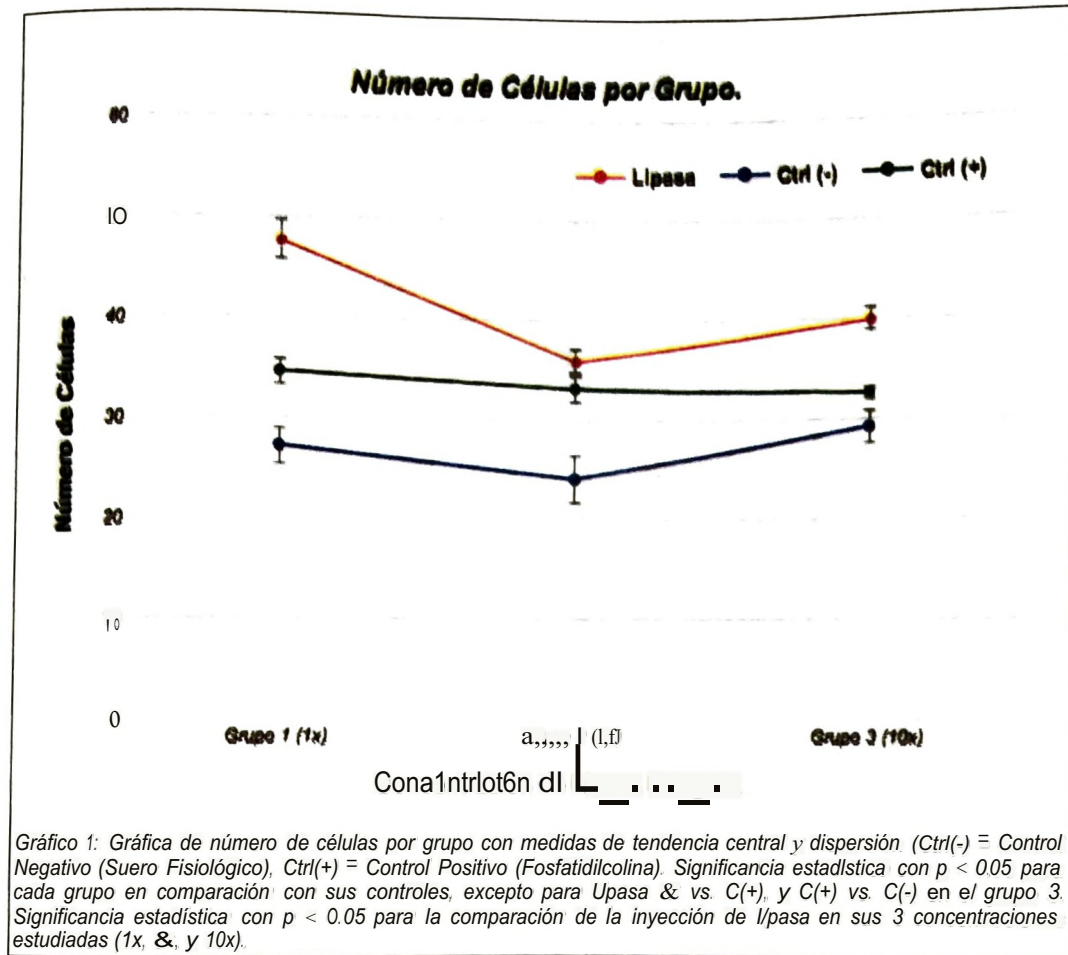 Número de Células por Grupo.
60
Lipasa
Ctrl (-)
Ctrl (+)
IO
40
30
20
10
0
Número de Células
Grupo 1 (1x)
Grupo 3 (10x)
Gráfico 1: Gráfica de número de células por grupo con medidas de tendencia central y dispersión. (Ctrl(-) = Control
Negativo (Suero Fisiológico), Ctrl(+) = Control Positivo (Fosfatidilcolina). Significancia estadlstica con p < 0.05 para
cada grupo en comparación con sus controles, excepto para Upasa & vs. C(+), y C(+) vs. C(-) en e/ grupo 3.
Significancia estadística con p < 0.05 para la comparación de la inyección de l/pasa en sus 3 concentraciones
estudiadas (1x, &, y 10x).